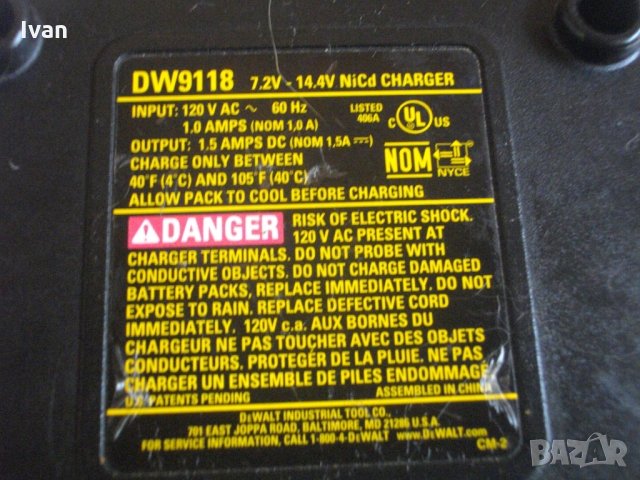 Ivan
DW9118 7.2V - 14.4V NiCd CHARGER
INPUT: 120 V AC ~ 60 Hz
1.0 AMPS (NOM 1,0 A)
LISTED
406A
C UL US
OUTPUT: 1.5 AMPS DC (NOM 1,5A ⎓)
CHARGE ONLY BETWEEN
40°F (4°C) AND 105°F (40°C)
NOM NYCE
ALLOW PACK TO COOL BEFORE CHARGING
DANGER RISK OF ELECTRIC SHOCK.
120 V AC PRESENT AT
CHARGER TERMINALS. DO NOT PROBE WITH
CONDUCTIVE OBJECTS. DO NOT CHARGE DAMAGED
BATTERY PACKS, REPLACE IMMEDIATELY. DO NOT
EXPOSE TO RAIN. REPLACE DEFECTIVE CORD
IMMEDIATELY. 120V c.a. AUX BORNES DU
CHARGEUR NE PAS TOUCHER AVEC DES OBJETS
CONDUCTEURS. PROTEGÉR DE LA PLUIE. NE PAS
CHARGER UN ENSEMBLE DE PILES ENDOMMAGÉ
U.S. PATENTS PENDING ASSEMBLED IN CHINA
DEWALT INDUSTRIAL TOOL CO.,
701 EAST JOPPA ROAD, BALTIMORE, MD 21286 U.S.A.
FOR SERVICE INFORMATION, CALL 1-800-4-DEWALT www.DEWALT.com
CM-2
BAZAR.bg